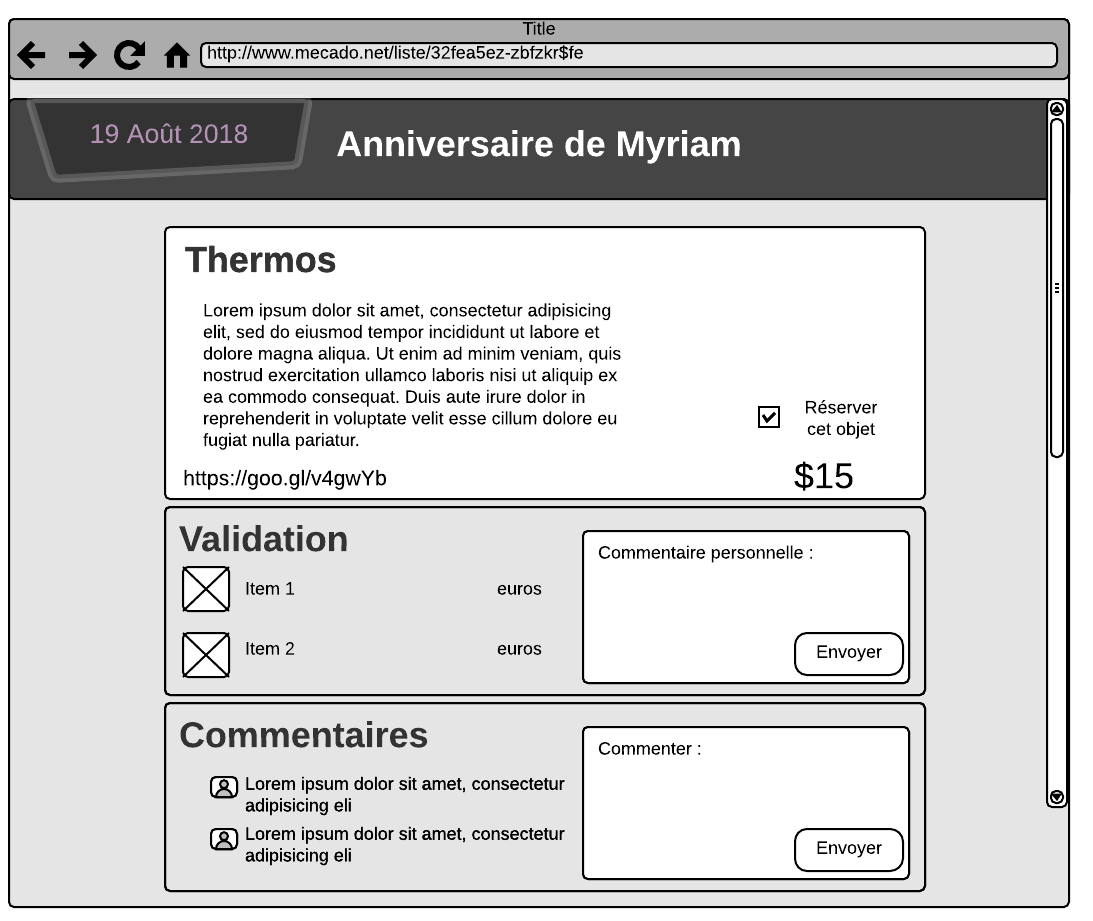 Title
http://www.mecado.net/liste/32fea5ez-zbfzkr$fe
19 Août 2018
Anniversaire de Myriam
Thermos
Lorem ipsum dolor sit amet, consectetur adipisicing
elit, sed do eiusmod tempor incididunt ut labore et
dolore magna aliqua. Ut enim ad minim veniam, quis
nostrud exercitation ullamco laboris nisi ut aliquip ex
ea commodo consequat. Duis aute irure dolor in
reprehenderit in voluptate velit esse cillum dolore eu
fugiat nulla pariatur.
Réserver
cet objet
https://goo.gl/v4gwYb
$15
Validation
Item 1 euros
Item 2 euros
Commentaire personnelle :
Envoyer
Commentaires
Lorem ipsum dolor sit amet, consectetur
adipisicing eli
Lorem ipsum dolor sit amet, consectetur
adipisicing eli
Commenter :
Envoyer